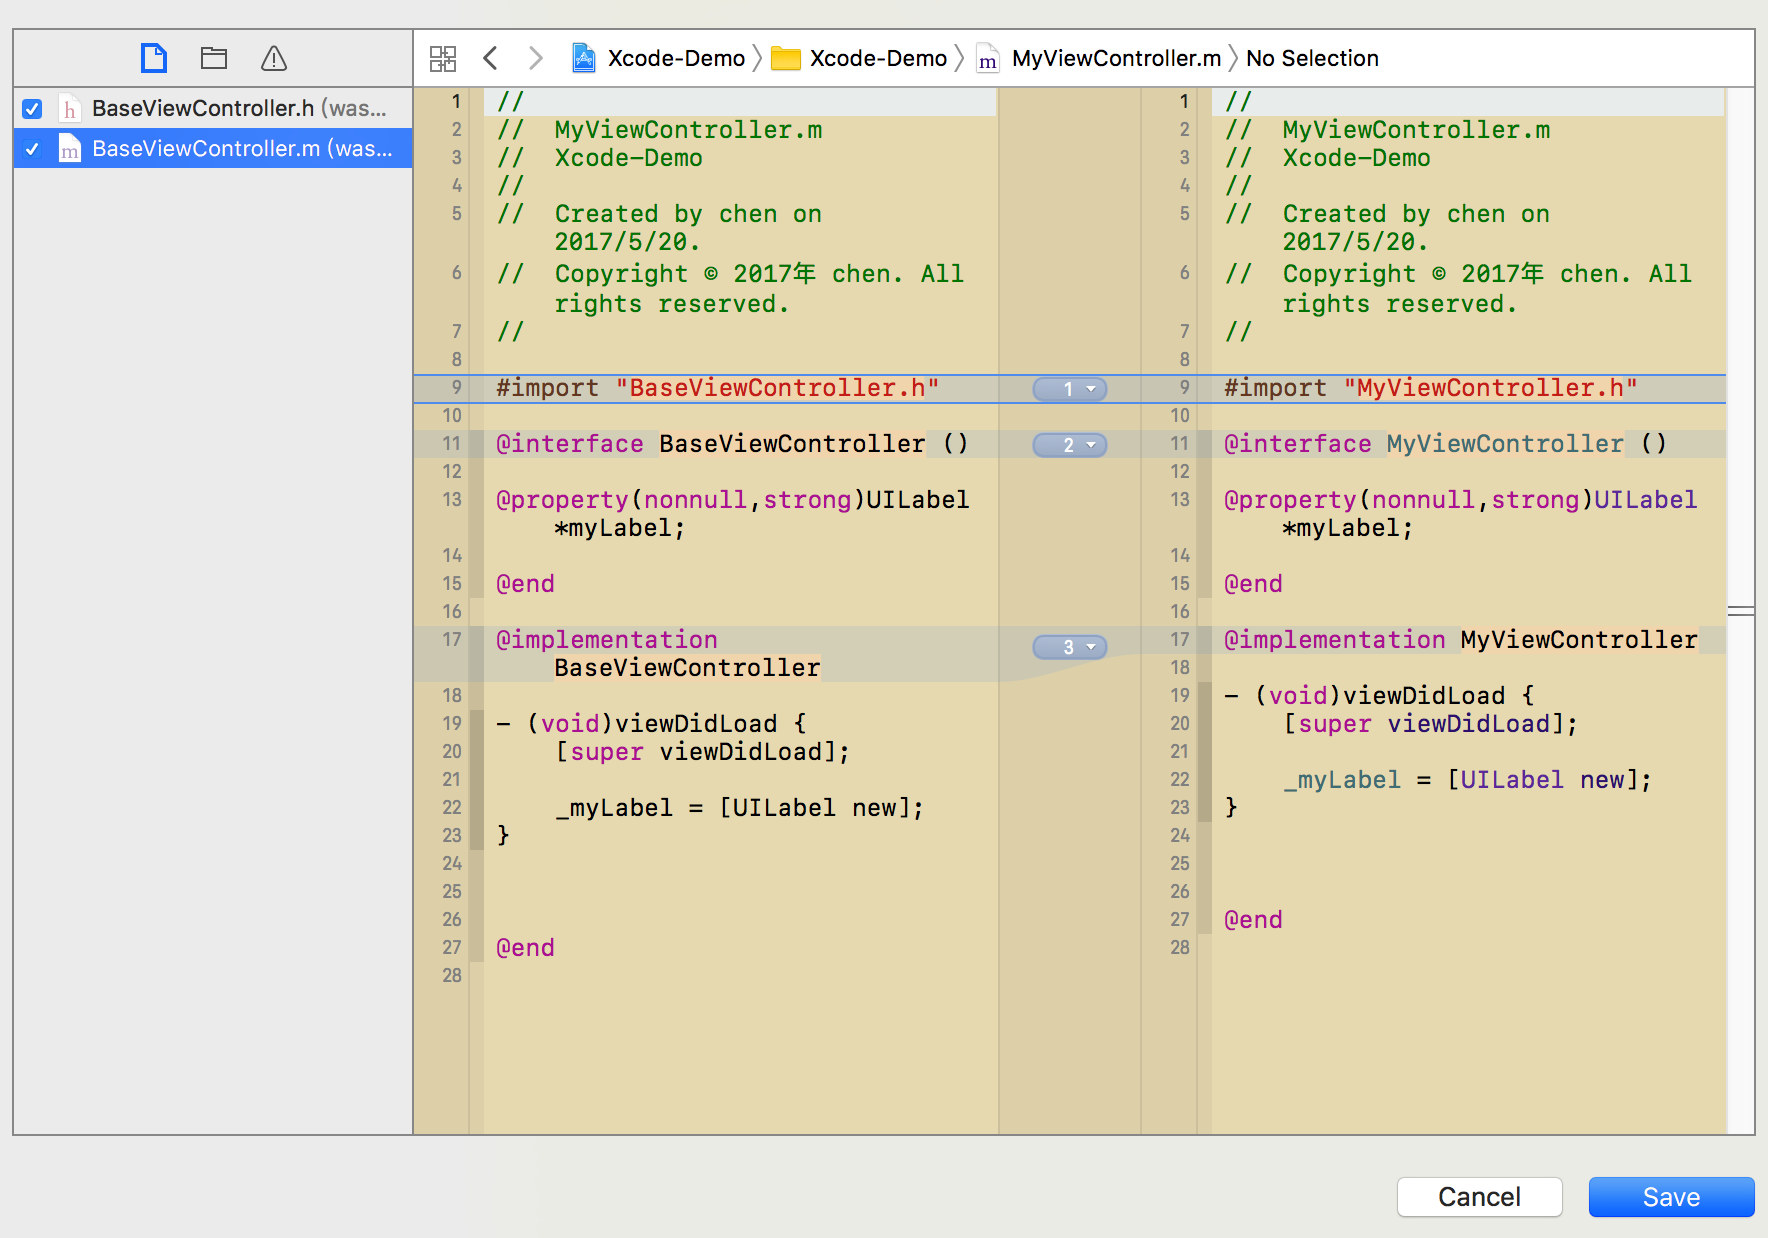 Xcode-Demo Xcode-Demo m MyViewController.m No Selection
h BaseViewController.h (was...
m BaseViewController.m (was...
1 //
2 // MyViewController.m
3 // Xcode-Demo
4 //
5 // Created by chen on
2017/5/20.
6 // Copyright © 2017年 chen. All
rights reserved.
7 //
8
9 #import "BaseViewController.h"
10
11 @interface BaseViewController ()
12
13 @property(nonnull,strong)UILabel
*myLabel;
14
15 @end
16
17 @implementation
BaseViewController
18
19 - (void)viewDidLoad {
20 [super viewDidLoad];
21
22 _myLabel = [UILabel new];
23 }
24
25
26
27 @end
28
1
2
3
1 //
2 // MyViewController.m
3 // Xcode-Demo
4 //
5 // Created by chen on
2017/5/20.
6 // Copyright © 2017年 chen. All
rights reserved.
7 //
8
9 #import "MyViewController.h"
10
11 @interface MyViewController ()
12
13 @property(nonnull,strong)UILabel
*myLabel;
14
15 @end
16
17 @implementation MyViewController
18
19 - (void)viewDidLoad {
20 [super viewDidLoad];
21
22 _myLabel = [UILabel new];
23 }
24
25
26
27 @end
28
Cancel
Save